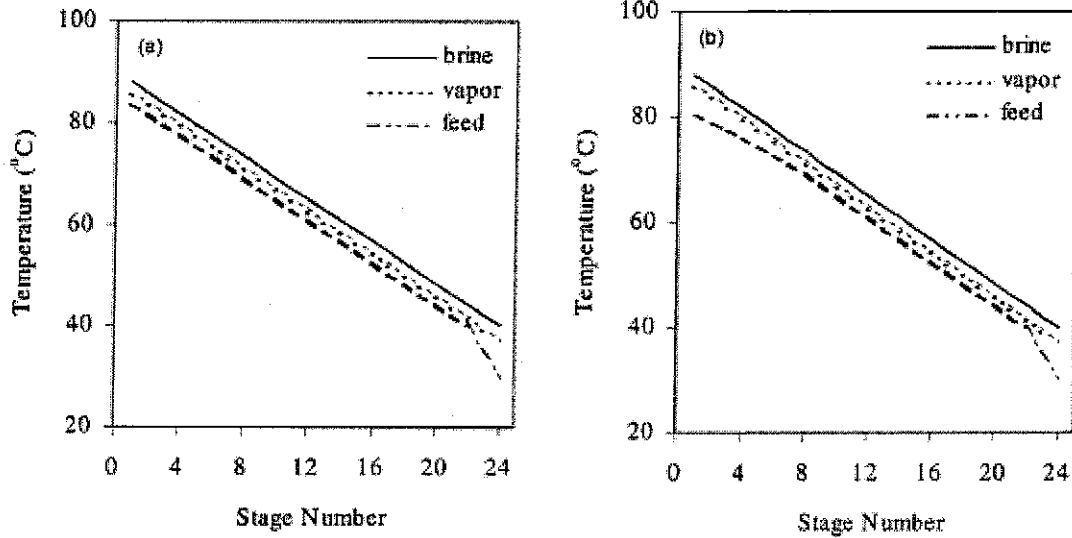 100
80
60
40
20
Temperature (°C)
(a)
brine
vapor
feed
0 4 8 12 16 20 24
Stage Number
100
80
60
40
20
Temperature (°C)
(b)
brine
vapor
feed
0 4 8 12 16 20 24
Stage Number